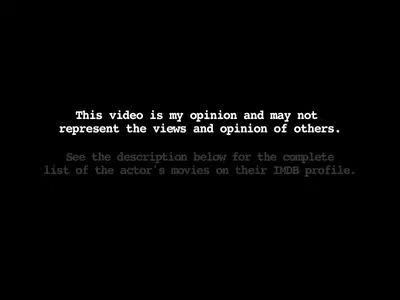 This video is my opinion and may not
represent the views and opinion of others.
See the description below for the complete
list of the actor's movies on their IMDB profile.